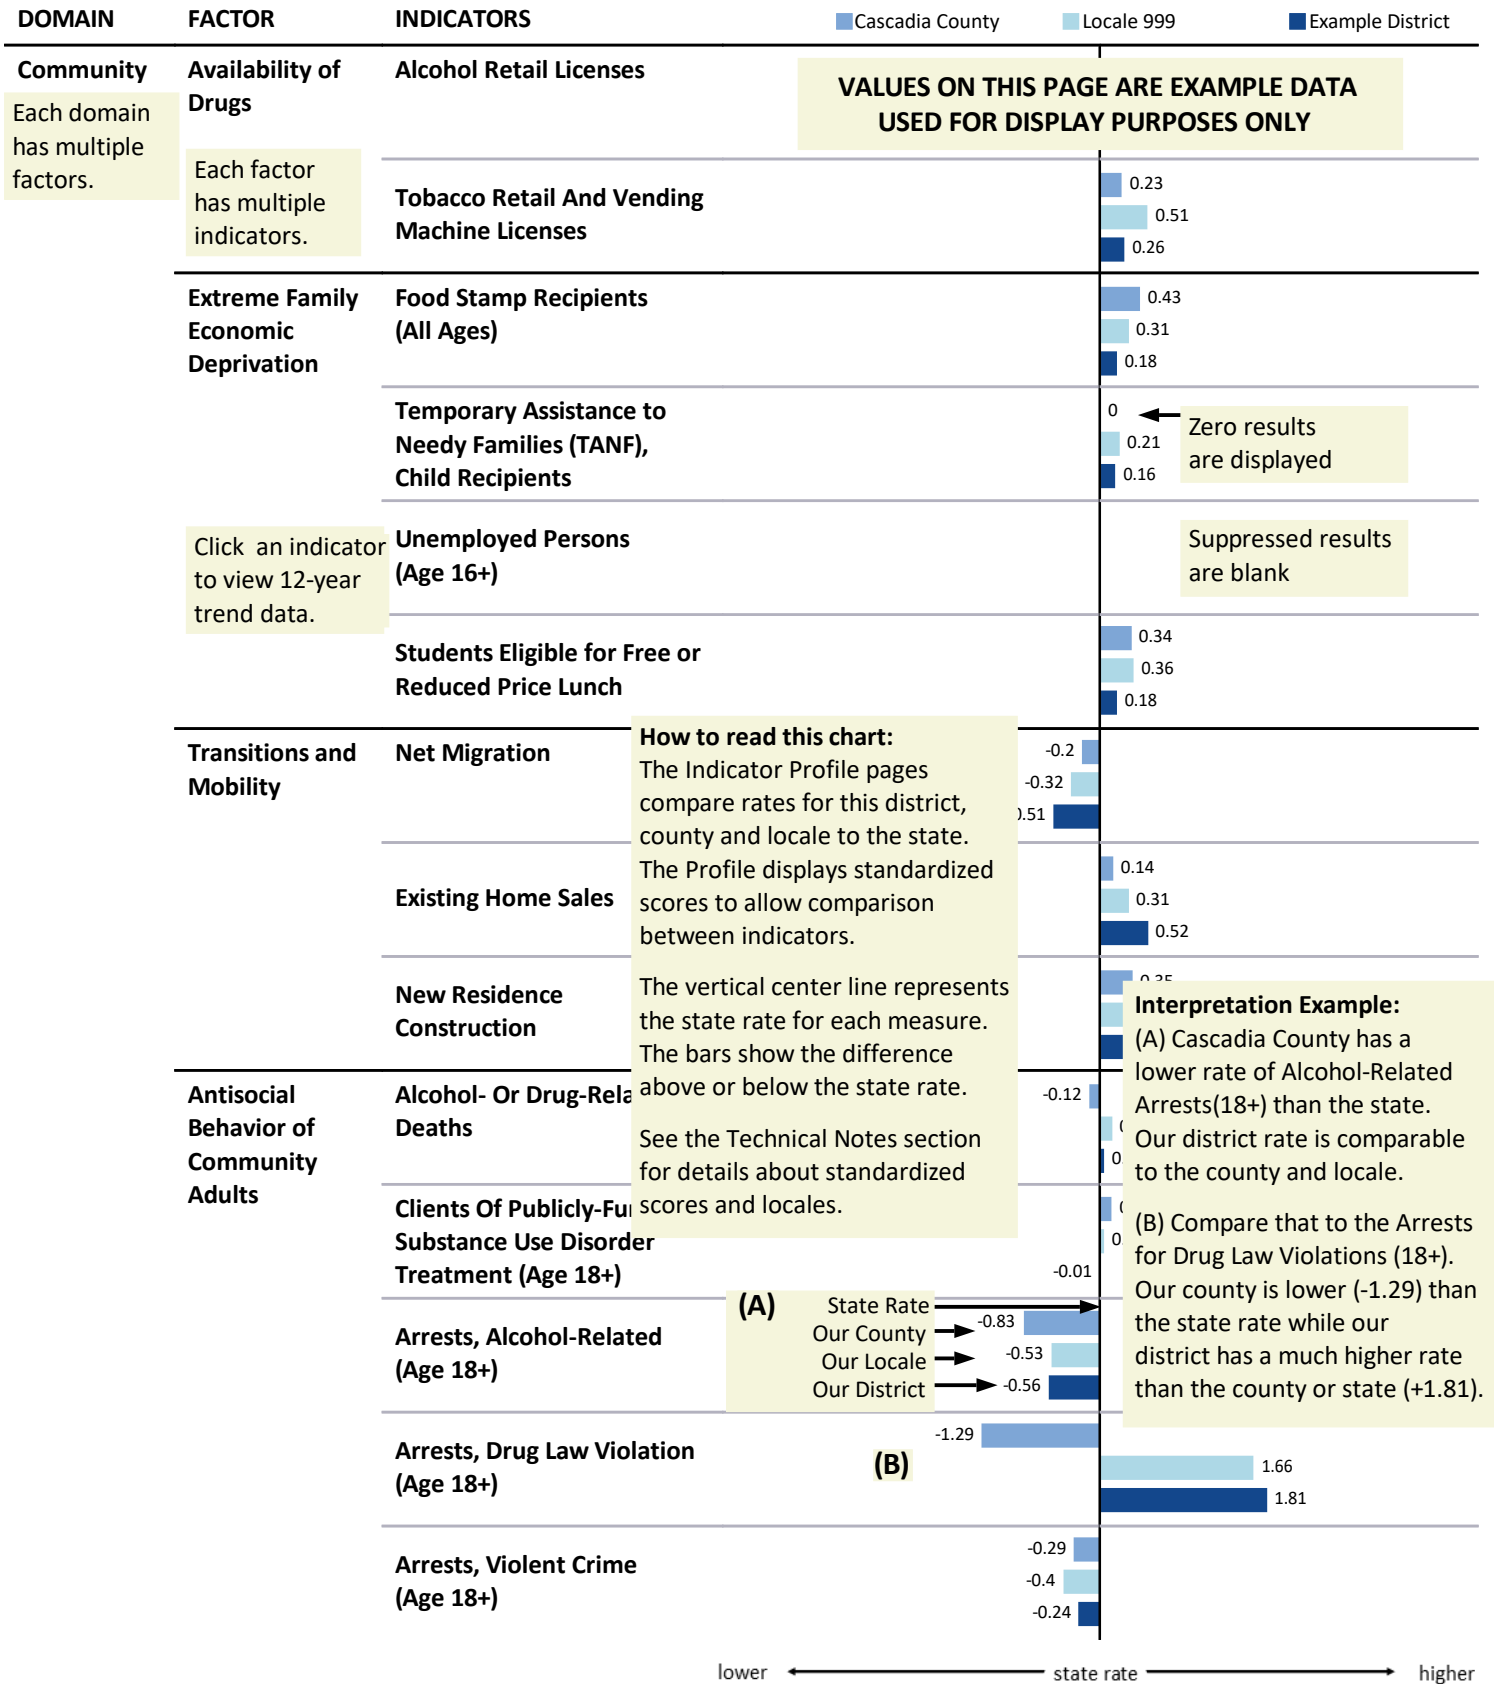 DOMAIN FACTOR INDICATORS Cascadia County Locale 999 Example District
Community
Each domain
has multiple
factors.
Availability of
Drugs
Each factor
has multiple
indicators.
Alcohol Retail Licenses
VALUES ON THIS PAGE ARE EXAMPLE DATA
USED FOR DISPLAY PURPOSES ONLY
Tobacco Retail And Vending
Machine Licenses
0.23
0.51
0.26
Extreme Family
Economic
Deprivation
Food Stamp Recipients
(All Ages)
0.43
0.31
0.18
Temporary Assistance to
Needy Families (TANF),
Child Recipients
0
0.21
0.16
Zero results
are displayed
Click an indicator
to view 12-year
trend data.
Unemployed Persons
(Age 16+)
Suppressed results
are blank
Students Eligible for Free or
Reduced Price Lunch
0.34
0.36
0.18
Transitions and
Mobility
Net Migration
-0.2
-0.32
.51
How to read this chart:
The Indicator Profile pages
compare rates for this district,
county and locale to the state.
The Profile displays standardized
scores to allow comparison
between indicators.
The vertical center line represents
the state rate for each measure.
The bars show the difference
above or below the state rate.
See the Technical Notes section
for details about standardized
scores and locales.
Existing Home Sales
0.14
0.31
0.52
New Residence
Construction
Interpretation Example:
(A) Cascadia County has a
lower rate of Alcohol-Related
Arrests(18+) than the state.
Our district rate is comparable
to the county and locale.
(B) Compare that to the Arrests
for Drug Law Violations (18+).
Our county is lower (-1.29) than
the state rate while our
district has a much higher rate
than the county or state (+1.81).
Antisocial
Behavior of
Community
Adults
Alcohol- Or Drug-Rela
Deaths
-0.12
0.
Clients Of Publicly-Fu
Substance Use Disorder
Treatment (Age 18+)
0.
-0.01
Arrests, Alcohol-Related
(Age 18+)
(A) State Rate
Our County -0.83
Our Locale -0.53
Our District -0.56
Arrests, Drug Law Violation
(Age 18+)
(B)
-1.29
1.66
1.81
Arrests, Violent Crime
(Age 18+)
-0.29
-0.4
-0.24
lower state rate higher